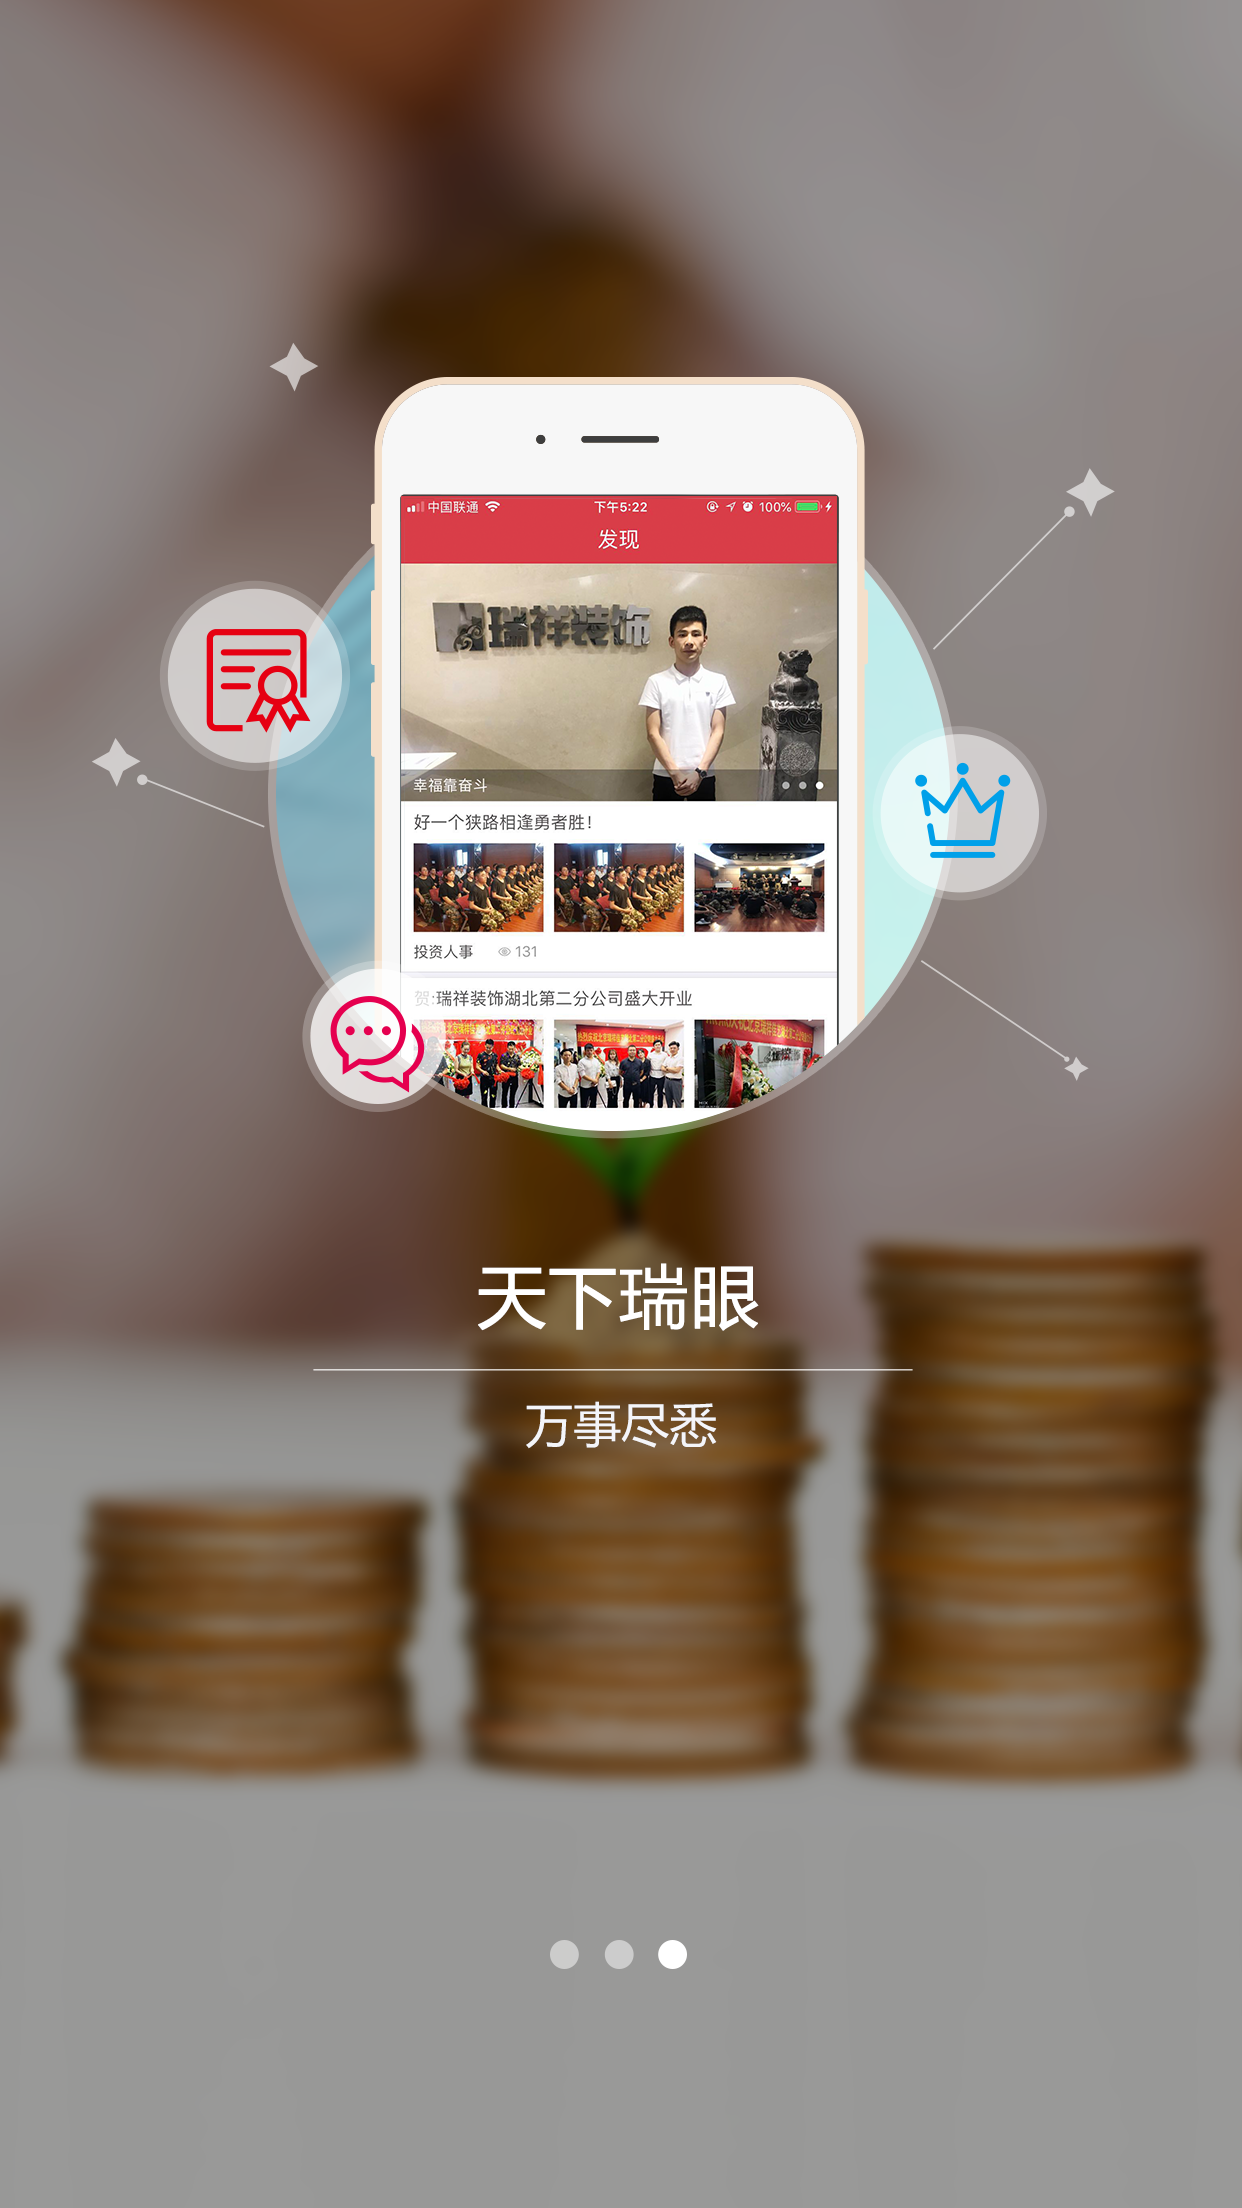 中国联通
下午5:22
100%
发现
瑞祥装饰
幸福靠奋斗
好一个狭路相逢勇者胜!
投资人事
131
贺:瑞祥装饰湖北第二分公司盛大开业
天下瑞眼
万事尽悉